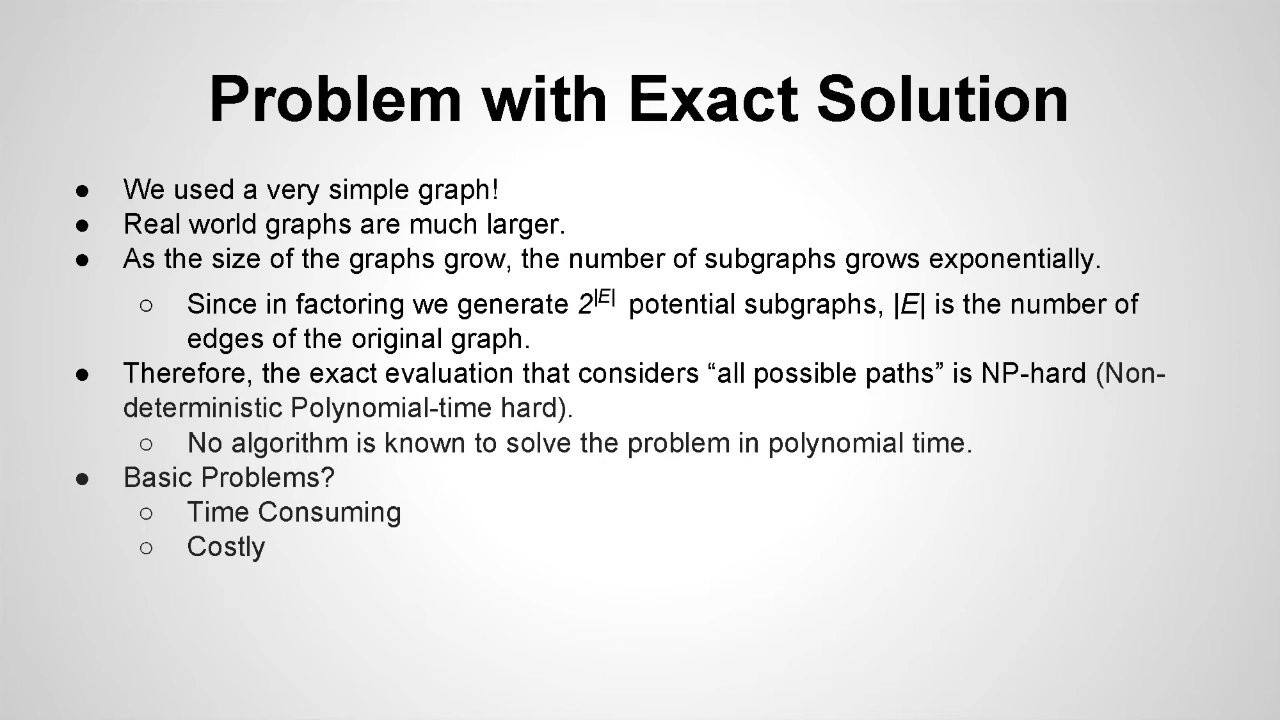 Problem with Exact Solution
● We used a very simple graph!
● Real world graphs are much larger.
● As the size of the graphs grow, the number of subgraphs grows exponentially.
○ Since in factoring we generate 2^|E| potential subgraphs, |E| is the number of
edges of the original graph.
● Therefore, the exact evaluation that considers “all possible paths” is NP-hard (Non-
deterministic Polynomial-time hard).
○ No algorithm is known to solve the problem in polynomial time.
● Basic Problems?
○ Time Consuming
○ Costly